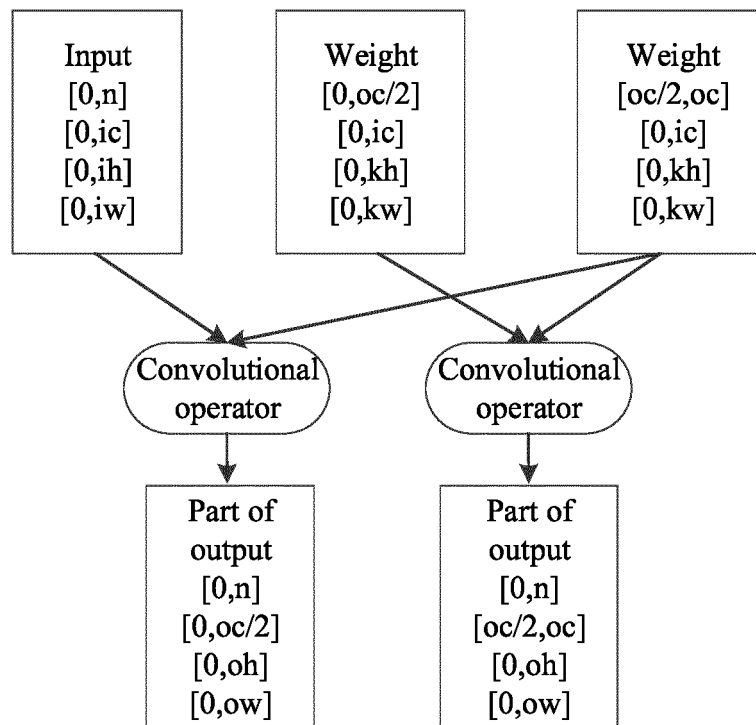 Input
[0,n]
[0,ic]
[0,ih]
[0,iw]
Weight
[0,oc/2]
[0,ic]
[0,kh]
[0,kw]
Weight
[oc/2,oc]
[0,ic]
[0,kh]
[0,kw]
Convolutional
operator
Convolutional
operator
Part of
output
[0,n]
[0,oc/2]
[0,oh]
[0,ow]
Part of
output
[0,n]
[oc/2,oc]
[0,oh]
[0,ow]